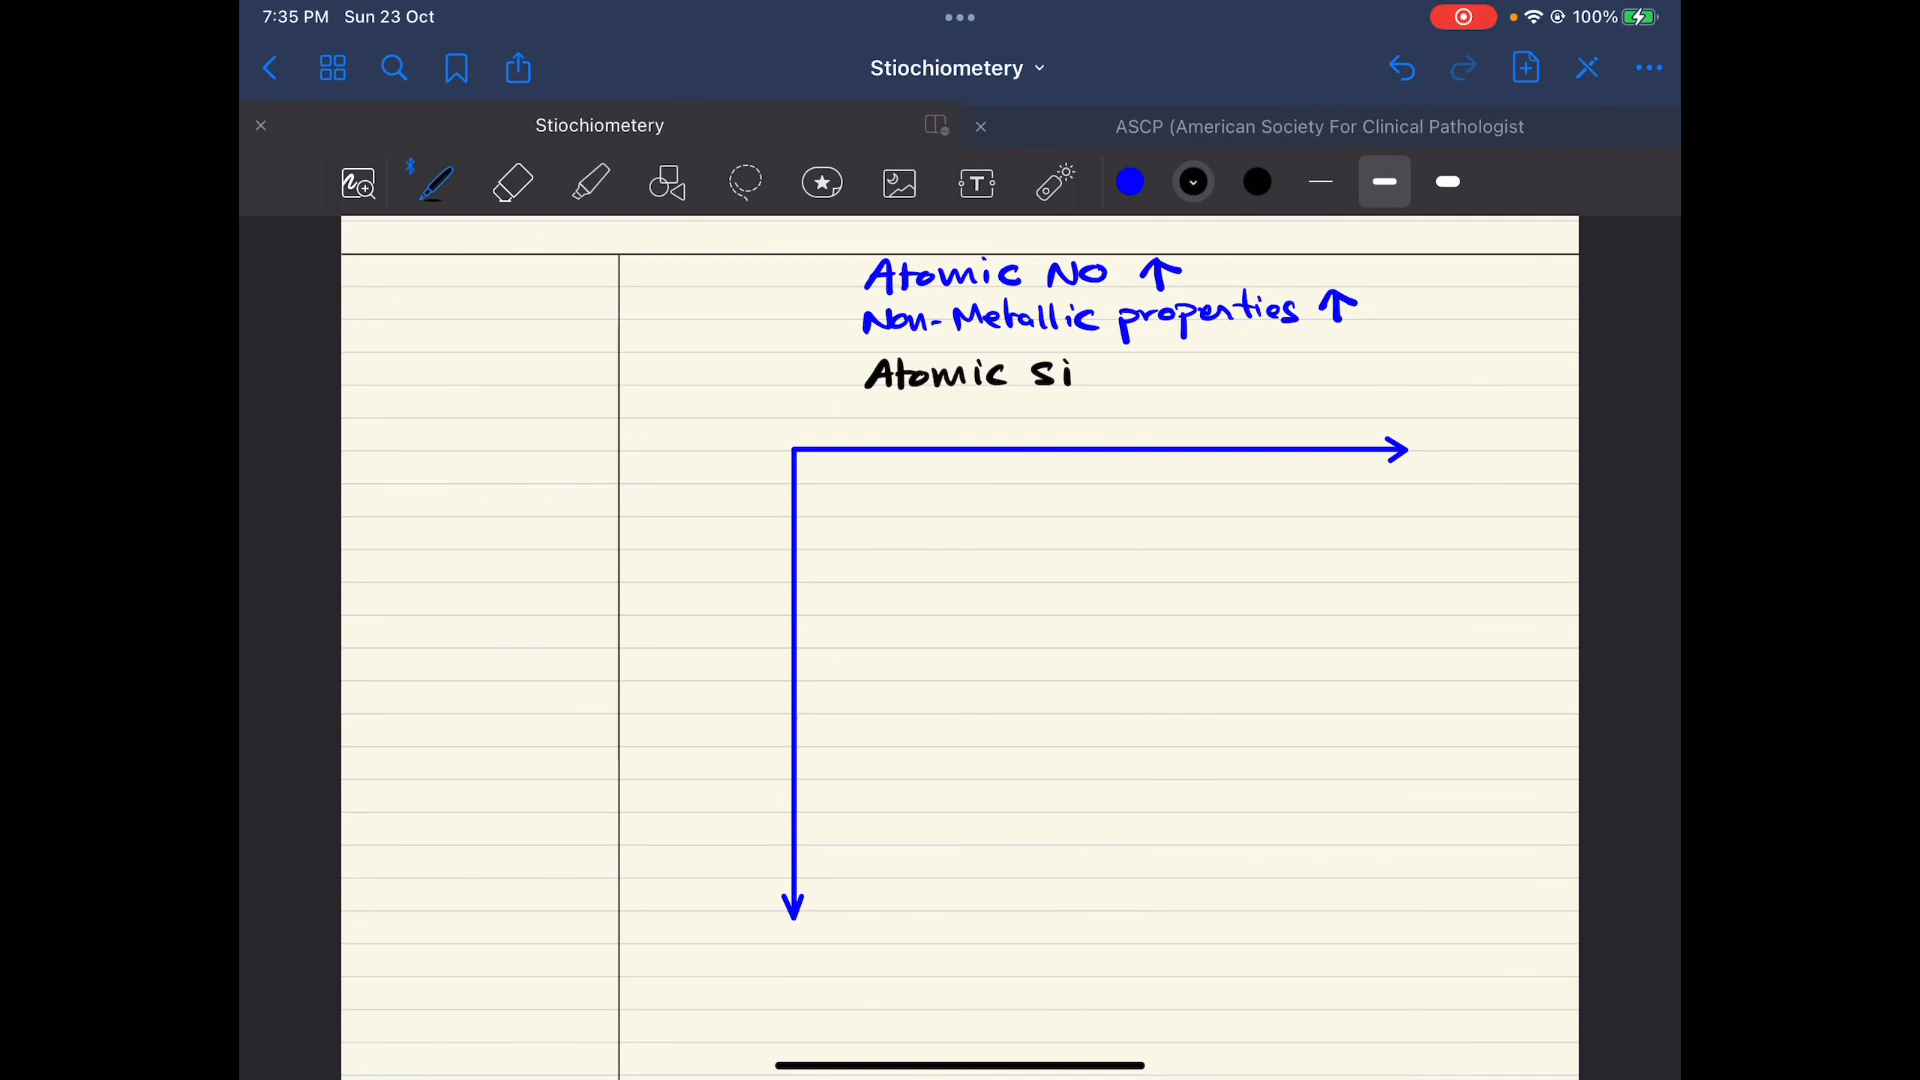 7:35 PM Sun 23 Oct
100%
Stiochiometery
Stiochiometery
ASCP (American Society For Clinical Pathologist
T
Atomic NO ↑
Non-Metallic properties ↑
Atomic si